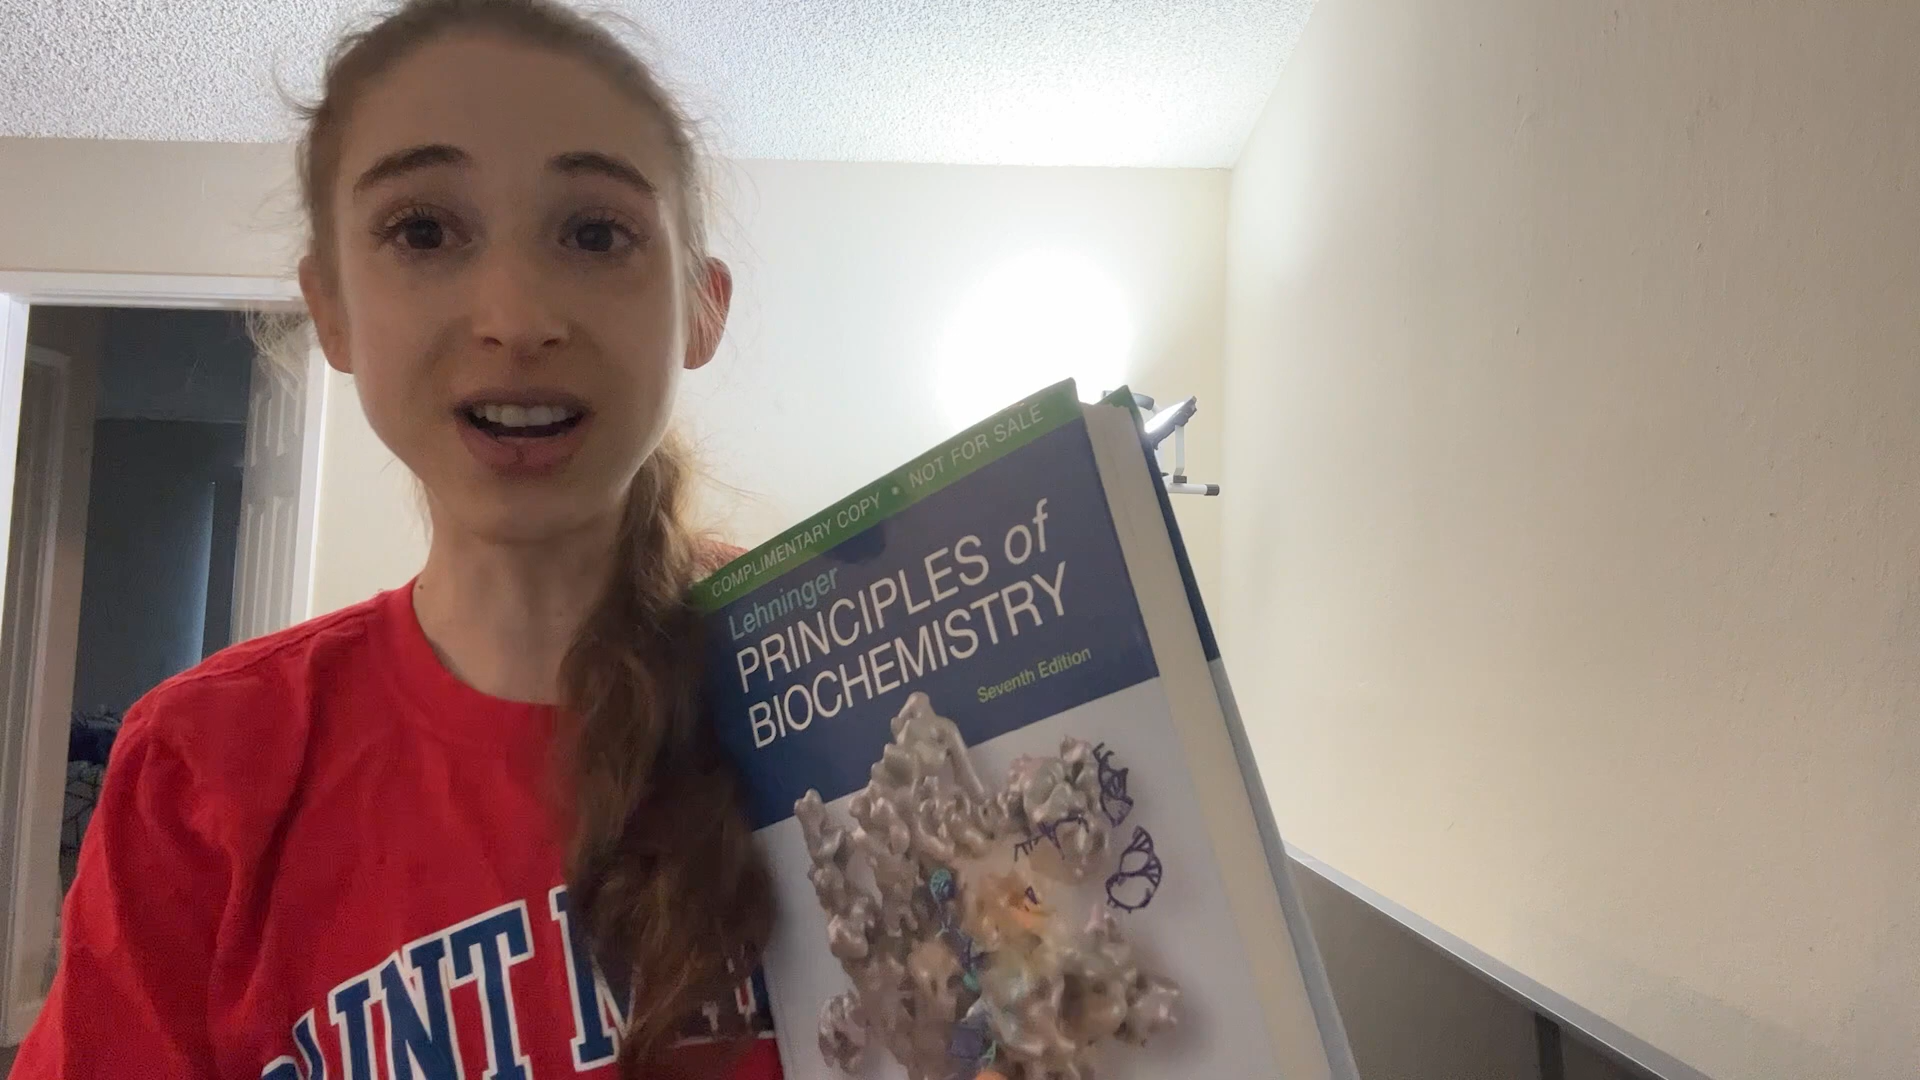 COMPLIMENTARY COPY • NOT FOR SALE
Lehninger
PRINCIPLES of
BIOCHEMISTRY
Seventh Edition